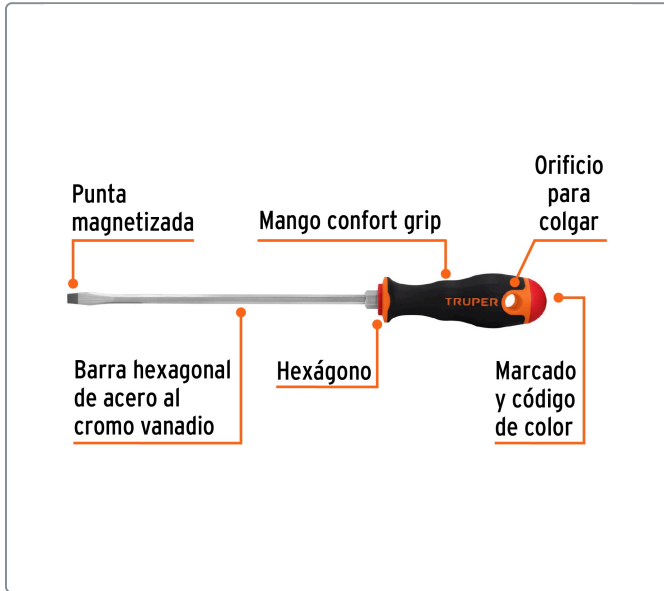 Orificio
para
colgar
Punta
magnetizada
Mango confort grip
TRUPER
Barra hexagonal
de acero al
cromo vanadio
Hexágono
Marcado
y código
de color